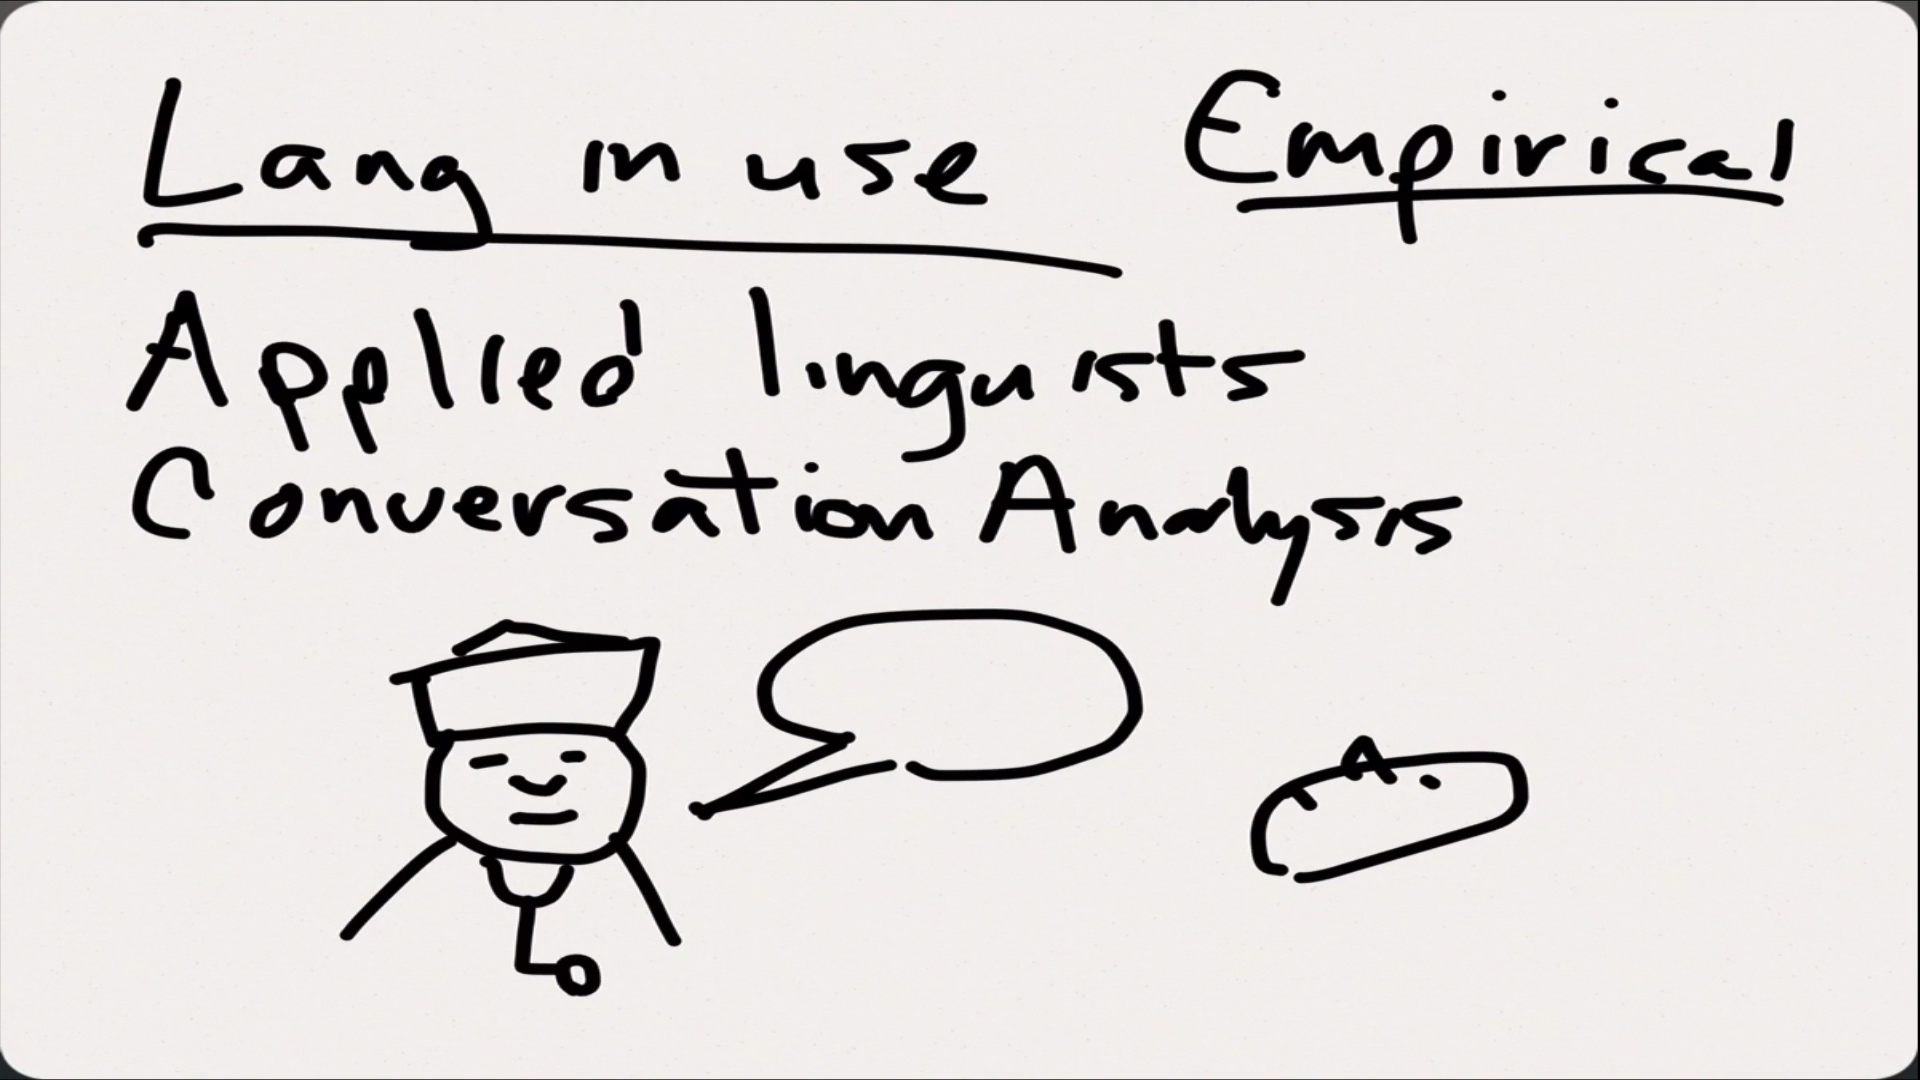 Lang in use Empirical
Applied linguists
Conversation Analysis